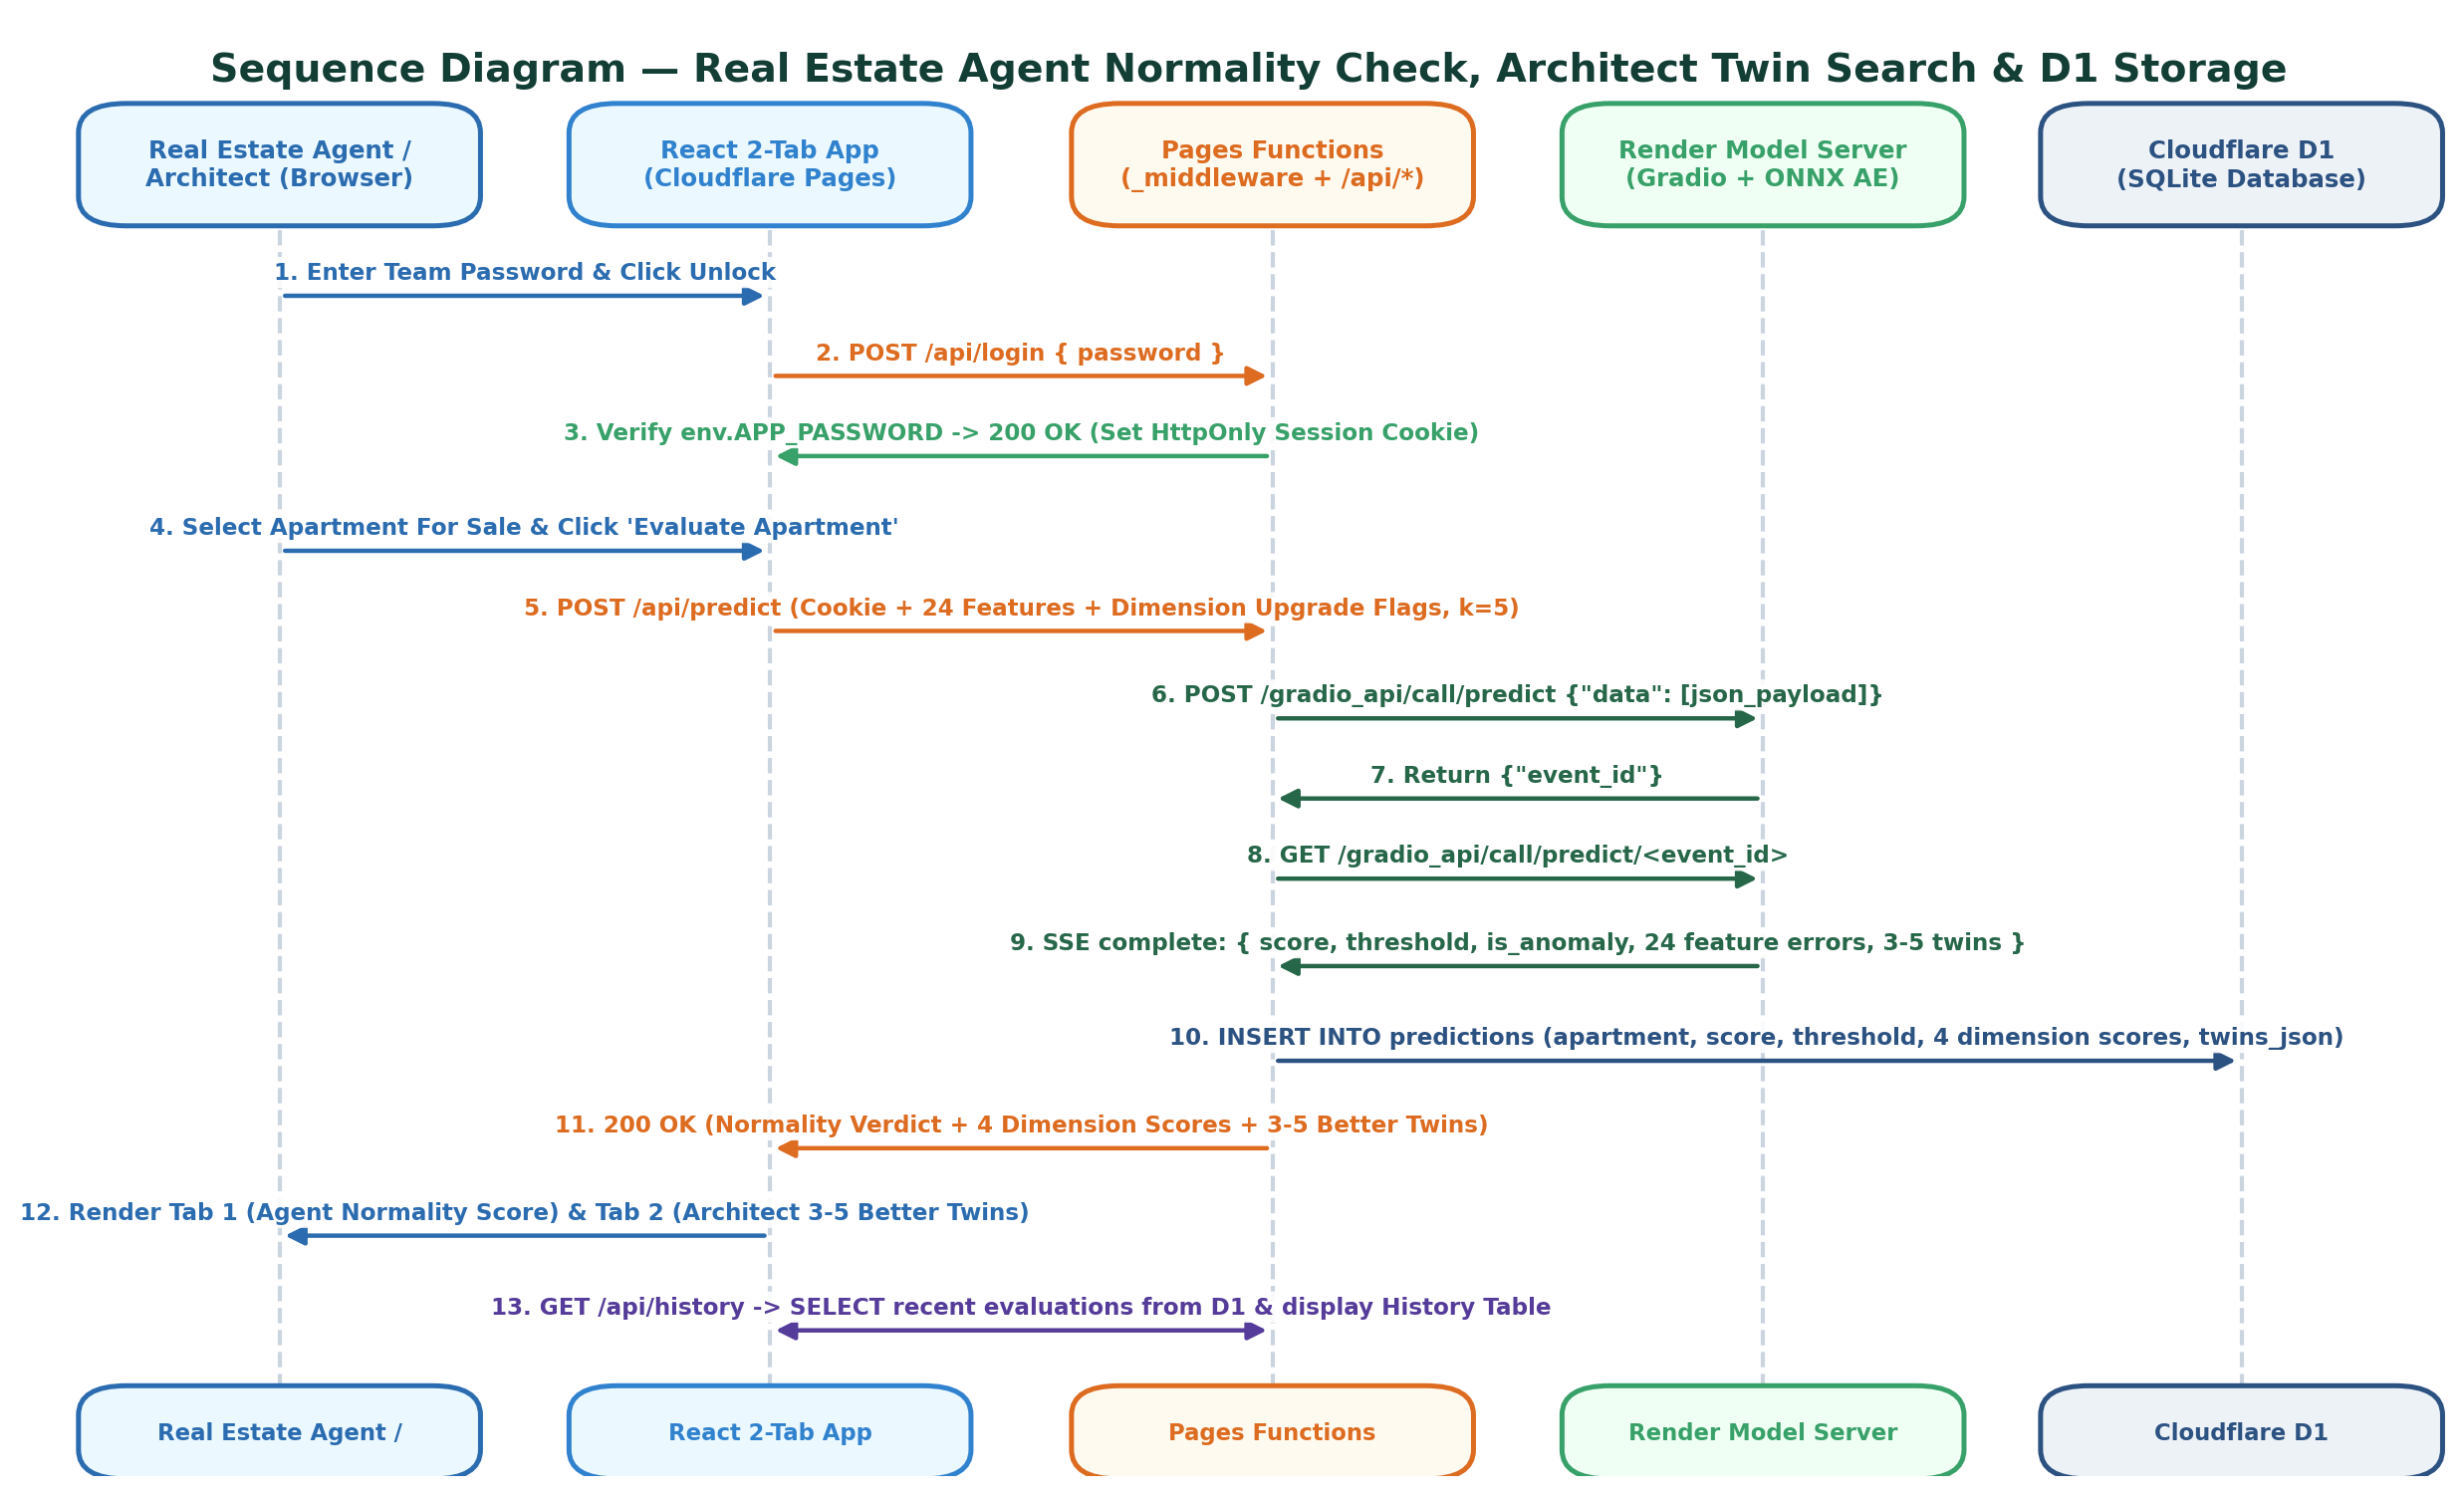 Sequence Diagram — Real Estate Agent Normality Check, Architect Twin Search & D1 Storage
Real Estate Agent /
Architect (Browser)
React 2-Tab App
(Cloudflare Pages)
Pages Functions
(_middleware + /api/*)
Render Model Server
(Gradio + ONNX AE)
Cloudflare D1
(SQLite Database)
1. Enter Team Password & Click Unlock
2. POST /api/login { password }
3. Verify env.APP_PASSWORD -> 200 OK (Set HttpOnly Session Cookie)
4. Select Apartment For Sale & Click 'Evaluate Apartment'
5. POST /api/predict (Cookie + 24 Features + Dimension Upgrade Flags, k=5)
6. POST /gradio_api/call/predict {"data": [json_payload]}
7. Return {"event_id"}
8. GET /gradio_api/call/predict/<event_id>
9. SSE complete: { score, threshold, is_anomaly, 24 feature errors, 3-5 twins }
10. INSERT INTO predictions (apartment, score, threshold, 4 dimension scores, twins_json)
11. 200 OK (Normality Verdict + 4 Dimension Scores + 3-5 Better Twins)
12. Render Tab 1 (Agent Normality Score) & Tab 2 (Architect 3-5 Better Twins)
13. GET /api/history -> SELECT recent evaluations from D1 & display History Table
Real Estate Agent /
React 2-Tab App
Pages Functions
Render Model Server
Cloudflare D1